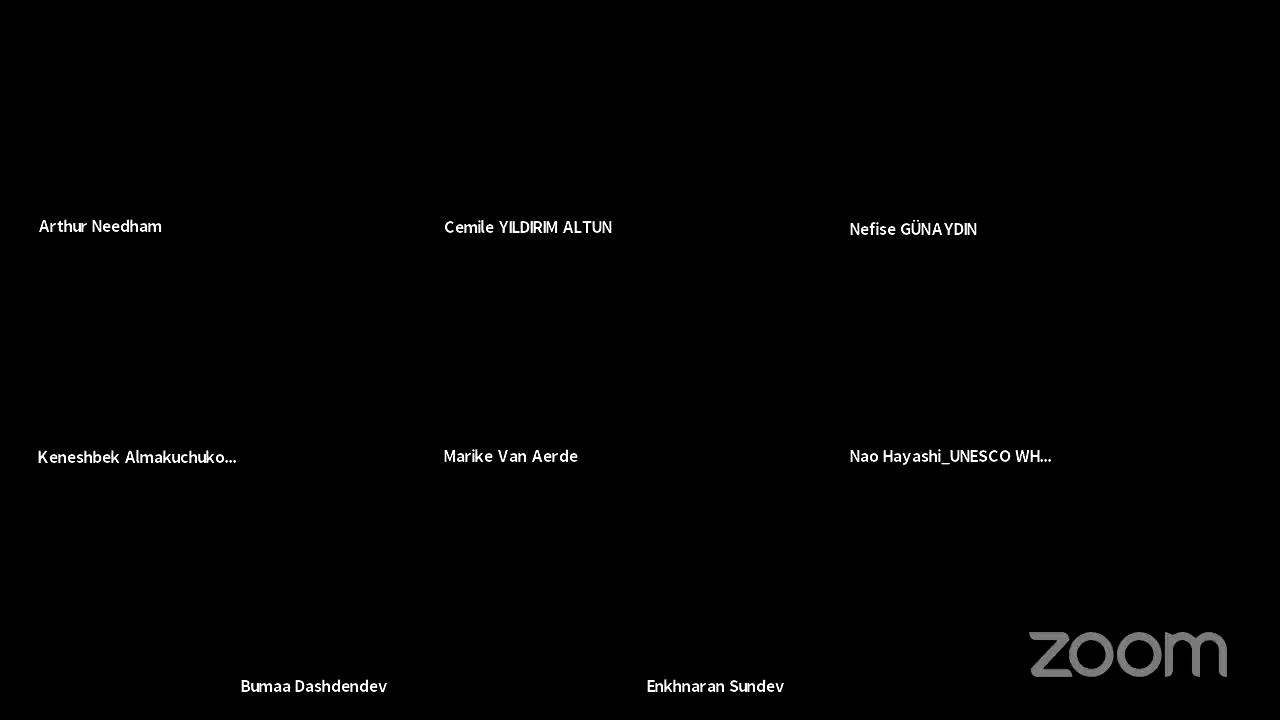 Arthur Needham
Cemile YILDIRIM ALTUN
Nefise GÜNAYDIN
Keneshbek Almakuchuko...
Marike Van Aerde
Nao Hayashi_UNESCO WH...
Bumaa Dashdendev
Enkhnaran Sundev
zoom